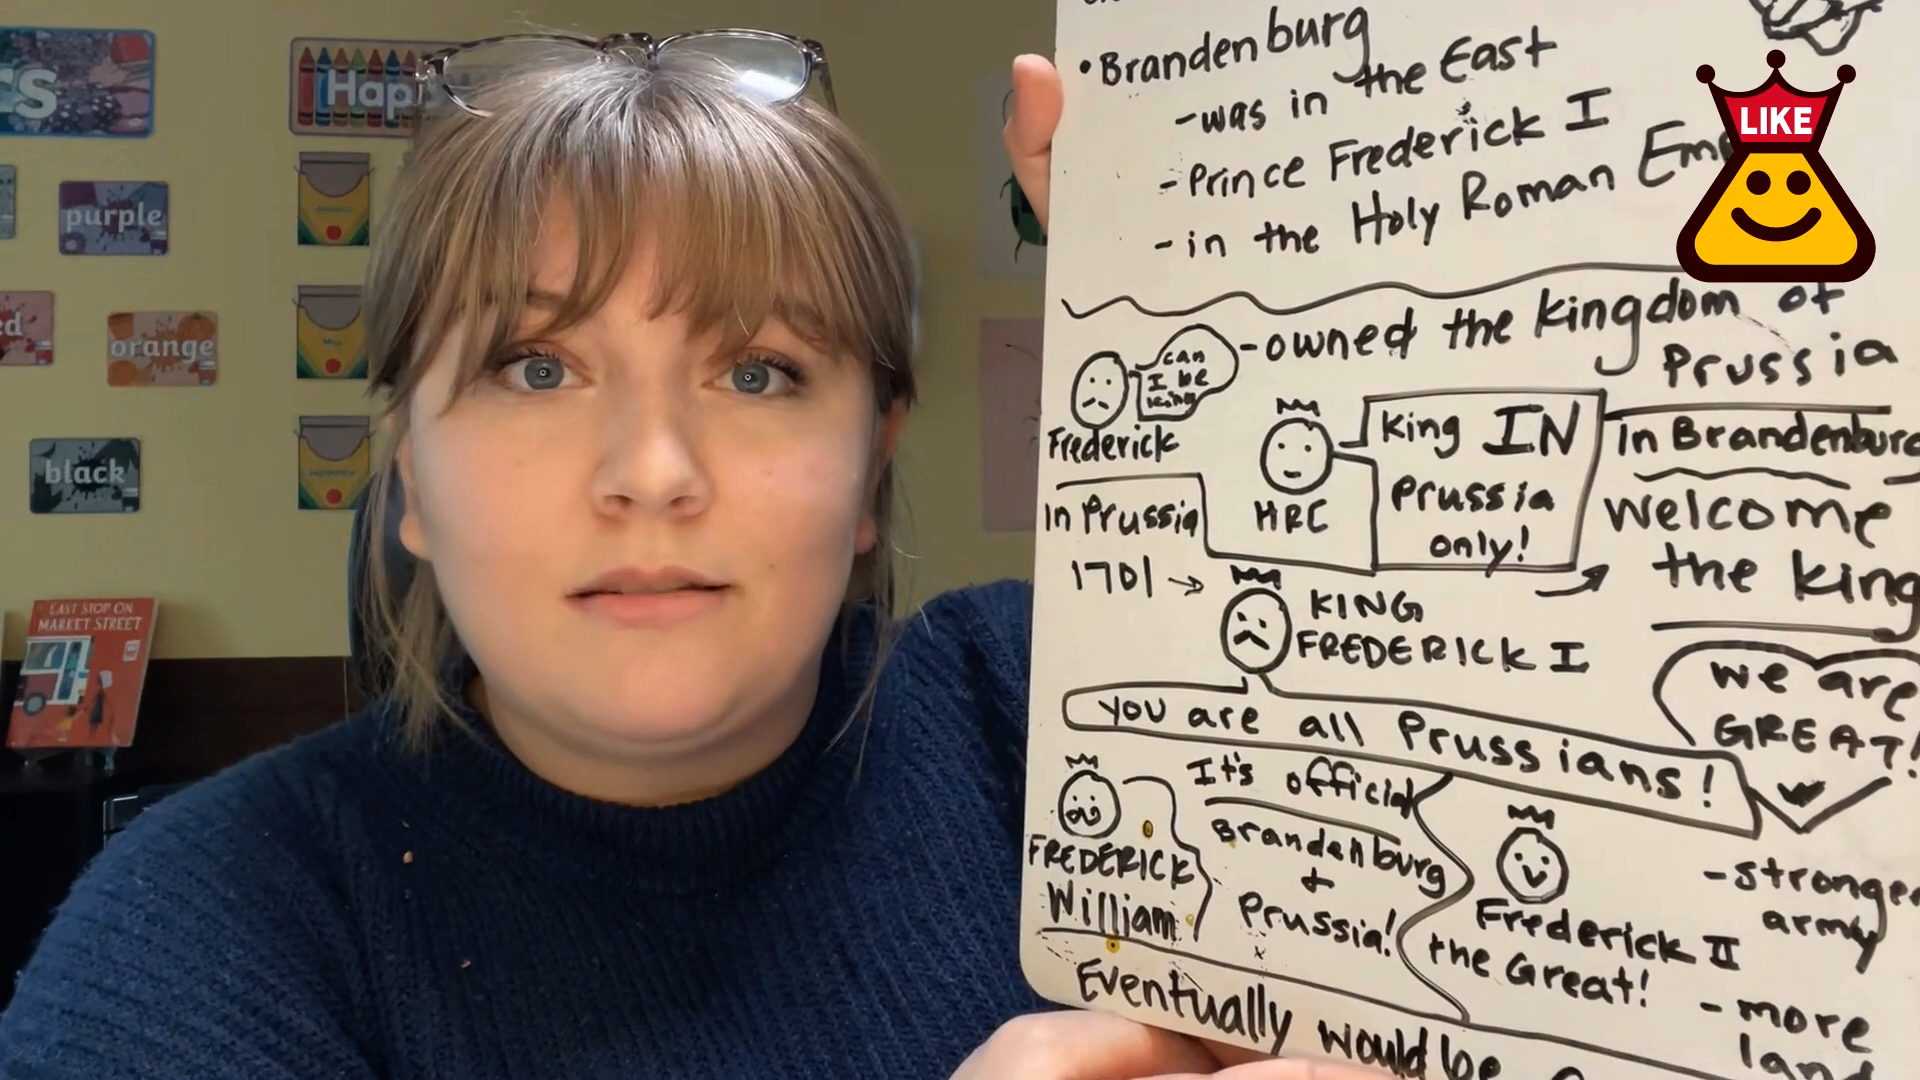 • Brandenburg
-was in the East
-Prince Frederick I
-in the Holy Roman
-owned the kingdom of
Prussia
can
I be
king
Frederick
HRC
King IN
Prussia
only!
In Brandenburg
welcome
the king
In Prussia
1701 →
KING
FREDERICK I
you are all Prussians!
we are
GREAT!
FREDERICK
William
It's official
Brandenburg
+
Prussia!
Frederick II
the Great!
-stronger
army
-more
land
Eventually would be
LIKE
Hap
purple
orange
black
LAST STOP ON
MARKET STREET